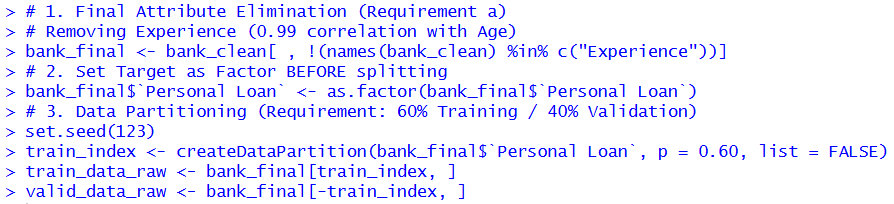 > # 1. Final Attribute Elimination (Requirement a)
> # Removing Experience (0.99 correlation with Age)
> bank_final <- bank_clean[ , !(names(bank_clean) %in% c("Experience"))]
> # 2. Set Target as Factor BEFORE splitting
> bank_final$`Personal Loan` <- as.factor(bank_final$`Personal Loan`)
> # 3. Data Partitioning (Requirement: 60% Training / 40% Validation)
> set.seed(123)
> train_index <- createDataPartition(bank_final$`Personal Loan`, p = 0.60, list = FALSE)
> train_data_raw <- bank_final[train_index, ]
> valid_data_raw <- bank_final[-train_index, ]